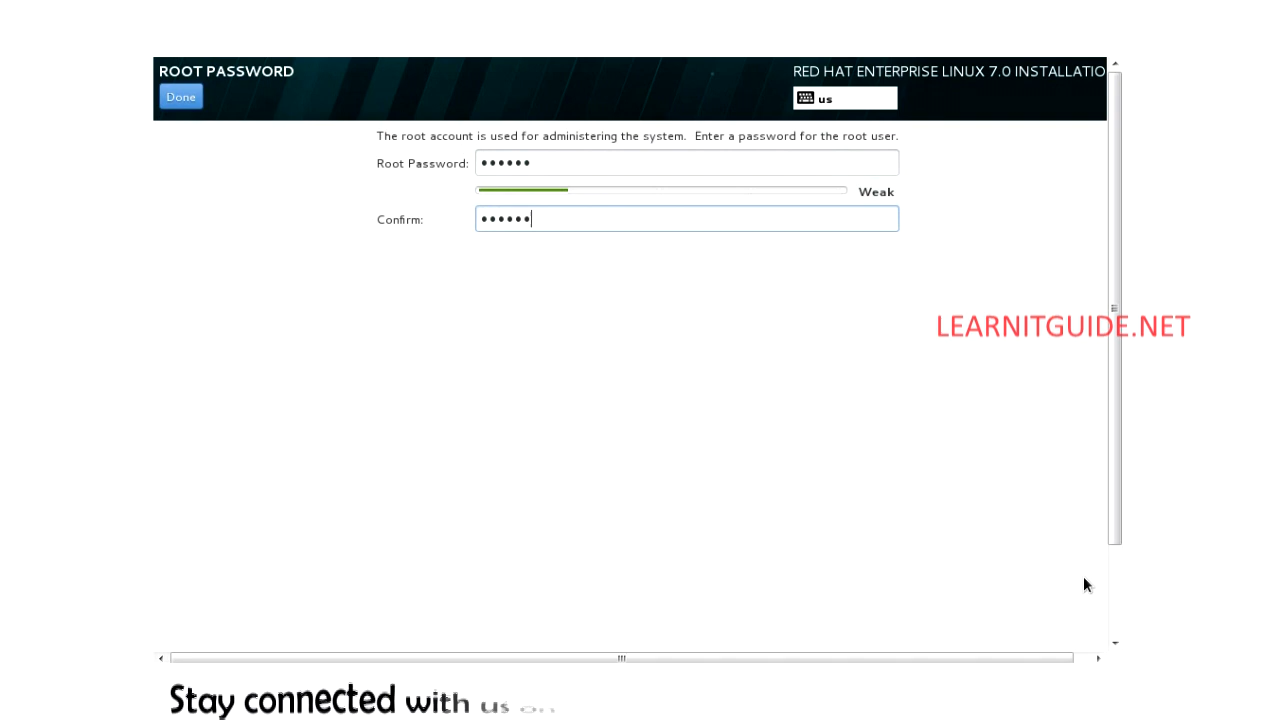 ROOT PASSWORD
RED HAT ENTERPRISE LINUX 7.0 INSTALLATIO
Done
us
The root account is used for administering the system. Enter a password for the root user.
Root Password: ••••••
Weak
Confirm: ••••••
LEARNITGUIDE.NET
Stay connected with us on